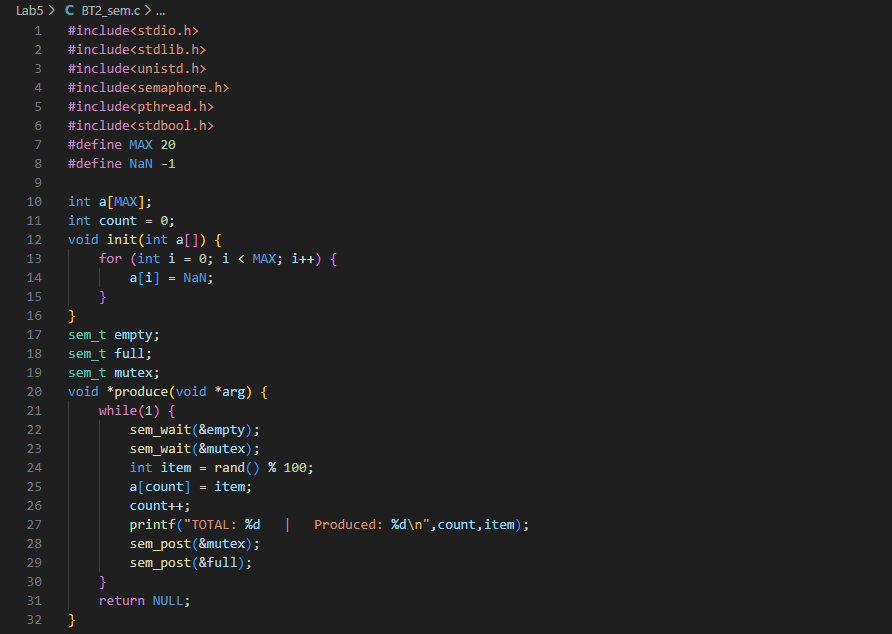 Lab5 > C BT2_sem.c > ...
1 #include<stdio.h>
2 #include<stdlib.h>
3 #include<unistd.h>
4 #include<semaphore.h>
5 #include<pthread.h>
6 #include<stdbool.h>
7 #define MAX 20
8 #define NaN -1
9
10 int a[MAX];
11 int count = 0;
12 void init(int a[]) {
13     for (int i = 0; i < MAX; i++) {
14         a[i] = NaN;
15     }
16 }
17 sem_t empty;
18 sem_t full;
19 sem_t mutex;
20 void *produce(void *arg) {
21     while(1) {
22         sem_wait(&empty);
23         sem_wait(&mutex);
24         int item = rand() % 100;
25         a[count] = item;
26         count++;
27         printf("TOTAL: %d   |   Produced: %d\n",count,item);
28         sem_post(&mutex);
29         sem_post(&full);
30     }
31     return NULL;
32 }